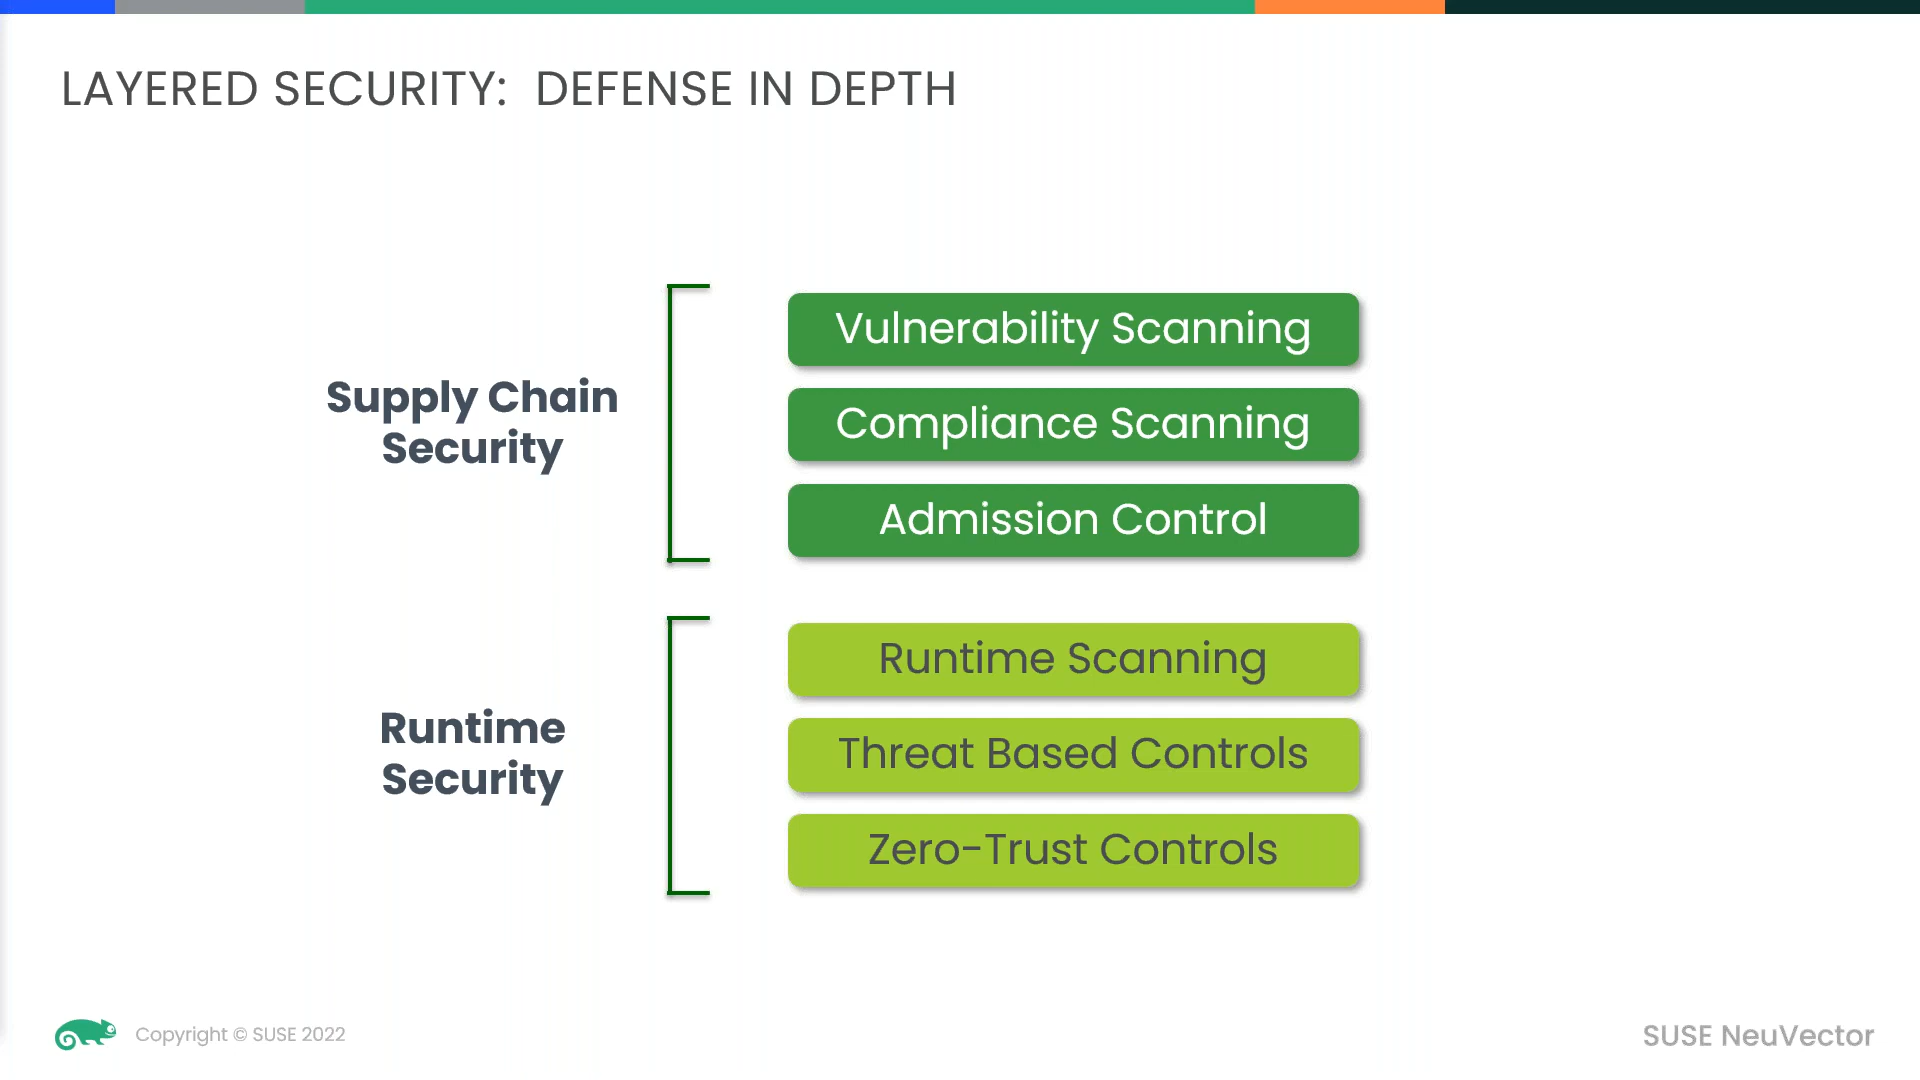 LAYERED SECURITY: DEFENSE IN DEPTH
Supply Chain
Security
Vulnerability Scanning
Compliance Scanning
Admission Control
Runtime
Security
Runtime Scanning
Threat Based Controls
Zero-Trust Controls
Copyright © SUSE 2022
SUSE NeuVector